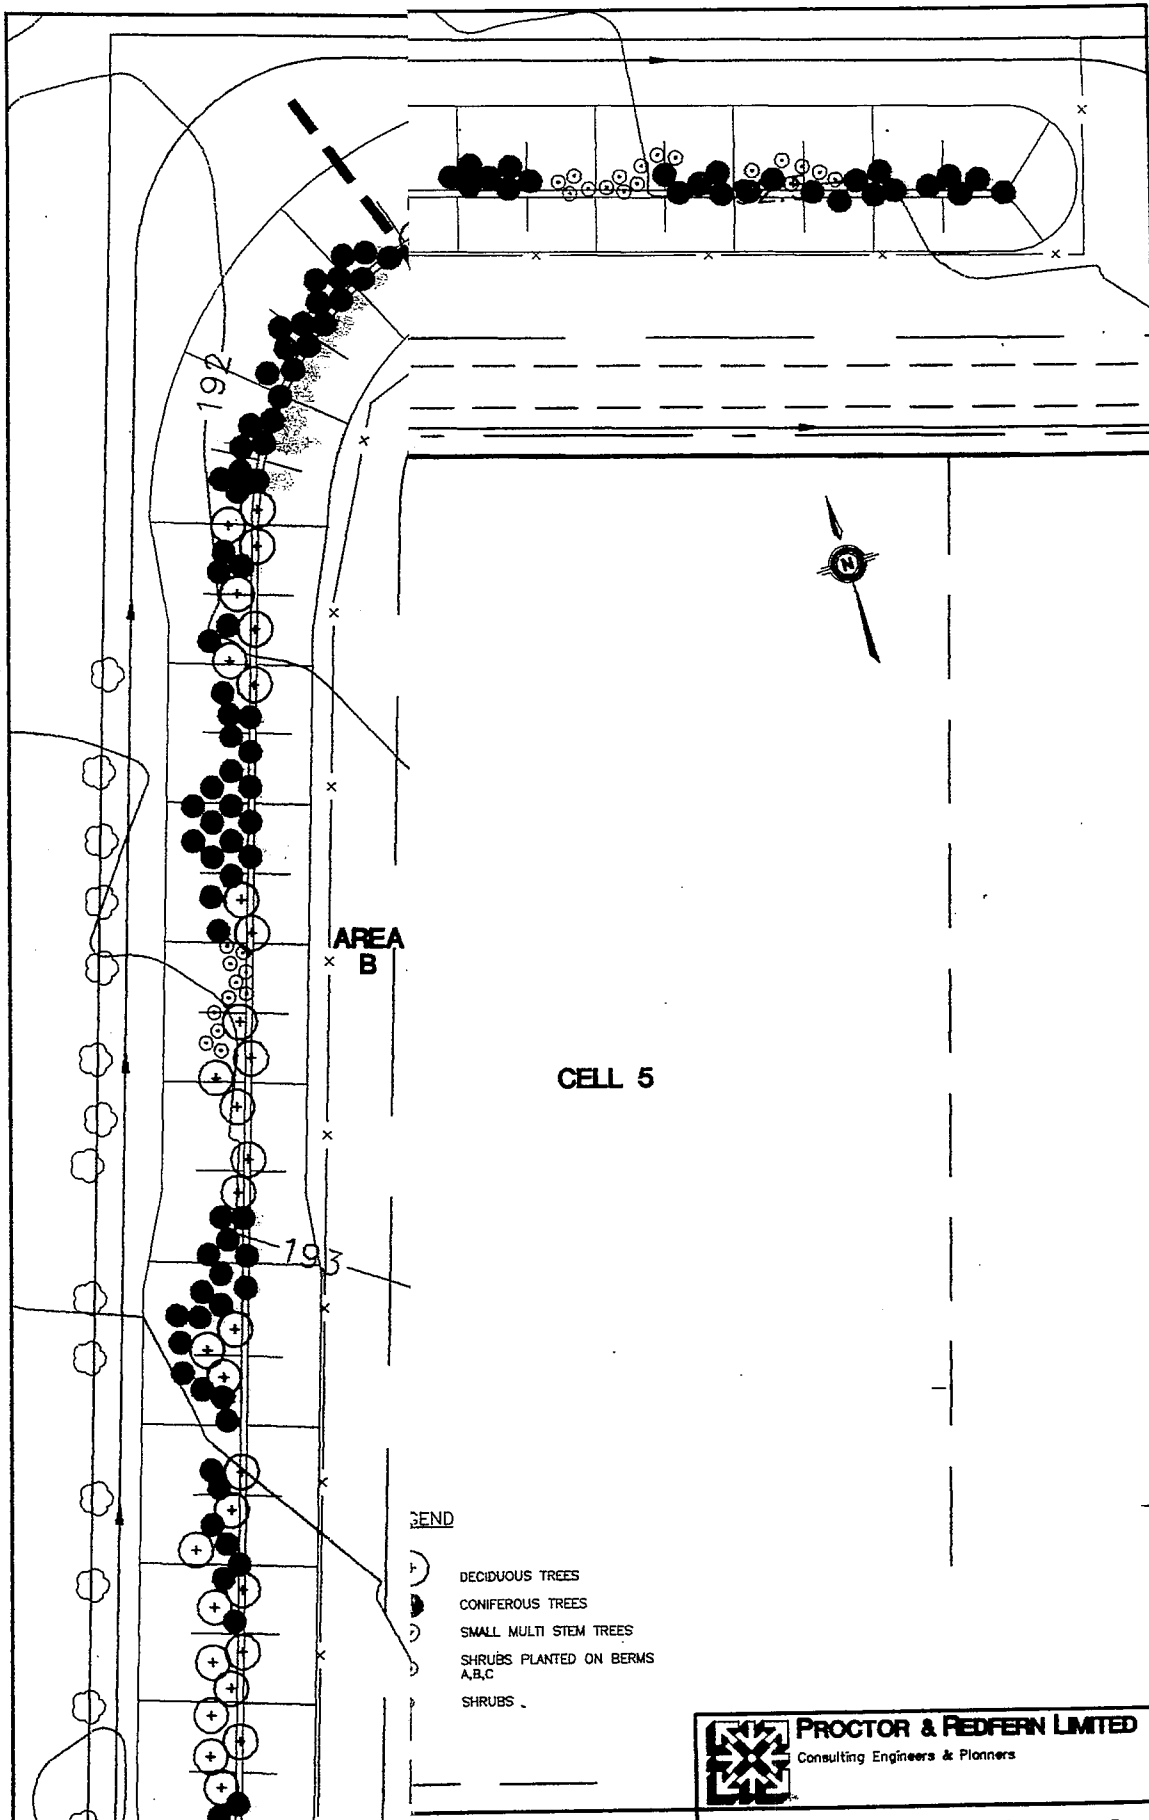 192
N
AREA
B
CELL 5
193
GEND
DECIDUOUS TREES
CONIFEROUS TREES
SMALL MULTI STEM TREES
SHRUBS PLANTED ON BERMS
A,B,C
SHRUBS
PROCTOR & REDFERN LIMITED
Consulting Engineers & Planners